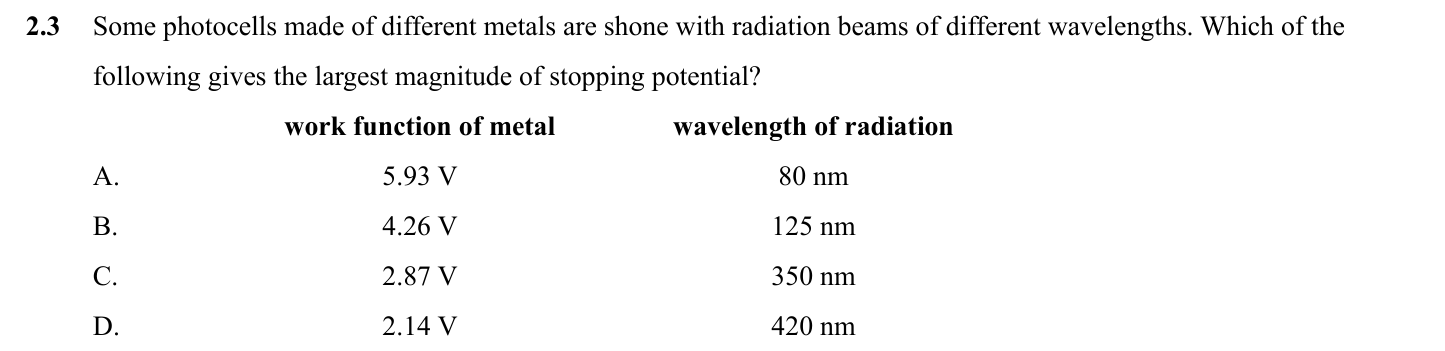 2.3 Some photocells made of different metals are shone with radiation beams of different wavelengths. Which of the
following gives the largest magnitude of stopping potential?
work function of metal wavelength of radiation
A. 5.93 V 80 nm
B. 4.26 V 125 nm
C. 2.87 V 350 nm
D. 2.14 V 420 nm